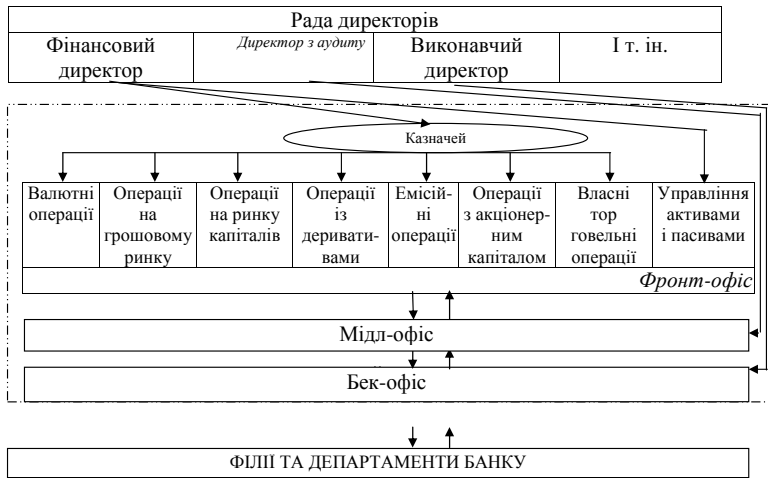 Рада директорів
Фінансовий
директор
Директор з аудиту
Виконавчий
директор
І т. ін.
Казначей
Валютні
операції
Операції
на
грошовому
ринку
Операції
на ринку
капіталів
Операції
із
деривати-
вами
Емісій-
ні
операції
Операції
з акціонер-
ним
капіталом
Власні
тор
говельні
операції
Управління
активами
і пасивами
Фронт-офіс
Мідл-офіс
Бек-офіс
ФІЛІЇ ТА ДЕПАРТАМЕНТИ БАНКУ